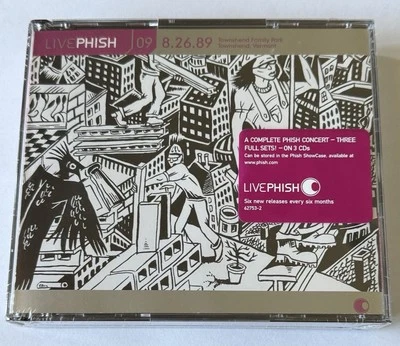 LIVEPHISH 09 8.26.89 Townshend Family Park
Townshend, Vermont
A COMPLETE PHISH CONCERT – THREE
FULL SETS! – ON 3 CDs
Can be stored in the Phish ShowCase, available at
www.phish.com
LIVEPHISH
Six new releases every six months
42753-2